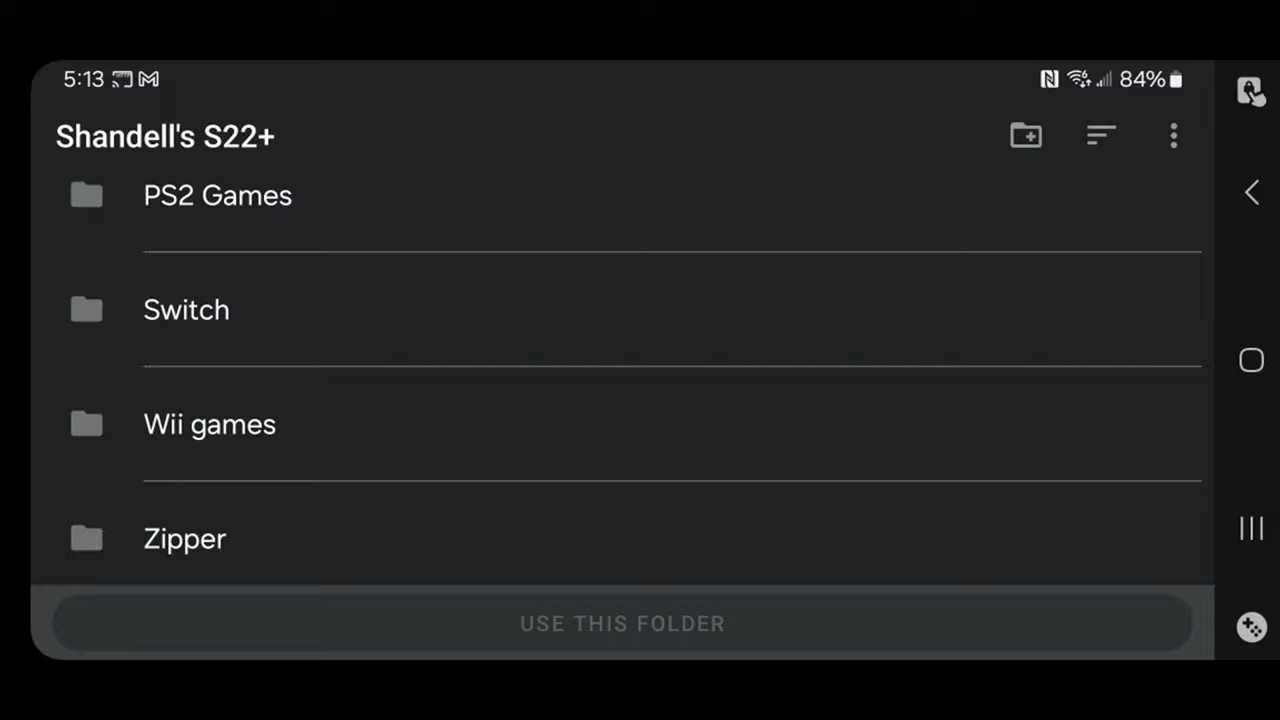 5:13 84%
Shandell's S22+
PS2 Games
Switch
Wii games
Zipper
USE THIS FOLDER